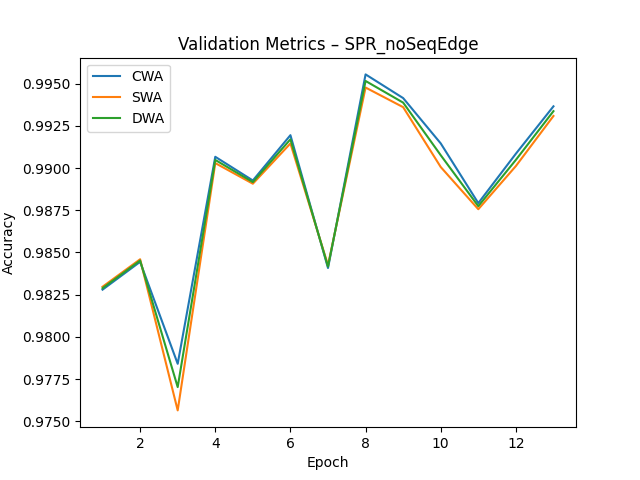 Validation Metrics – SPR_noSeqEdge
CWA
SWA
DWA
Accuracy
0.9950
0.9925
0.9900
0.9875
0.9850
0.9825
0.9800
0.9775
0.9750
2 4 6 8 10 12
Epoch